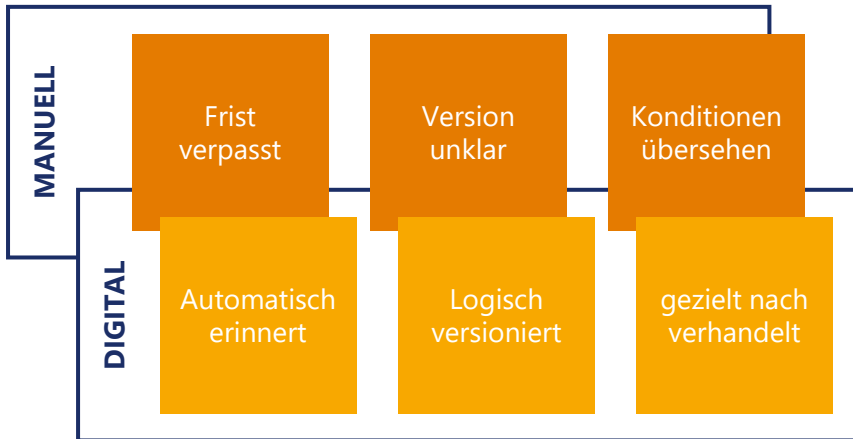 MANUELL
Frist
verpasst
Version
unklar
Konditionen
übersehen
DIGITAL
Automatisch
erinnert
Logisch
versioniert
gezielt nach
verhandelt